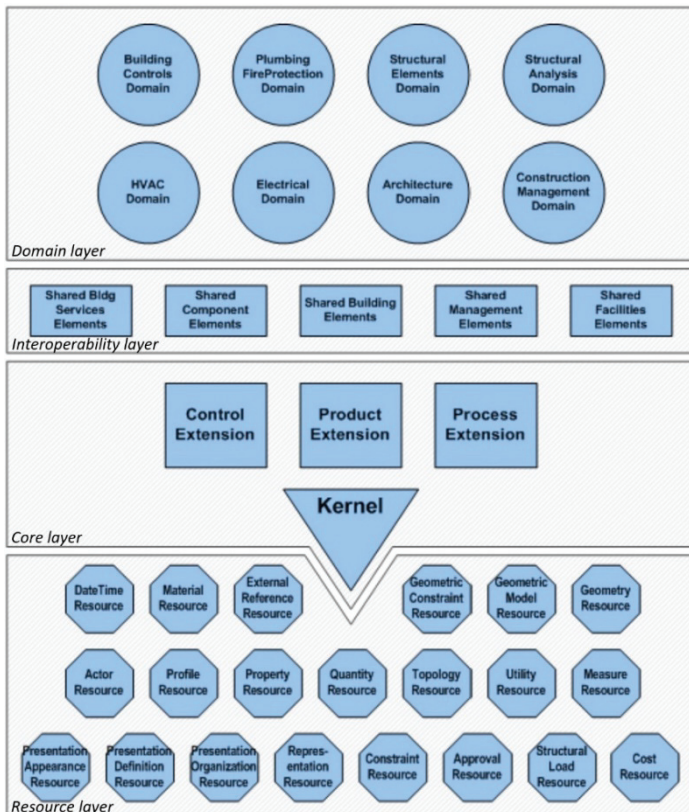 Building
Controls
Domain
Plumbing
FireProtection
Domain
Structural
Elements
Domain
Structural
Analysis
Domain
HVAC
Domain
Electrical
Domain
Architecture
Domain
Construction
Management
Domain
Domain layer
Shared Bldg
Services
Elements
Shared
Component
Elements
Shared Building
Elements
Shared
Management
Elements
Shared
Facilities
Elements
Interoperability layer
Control
Extension
Product
Extension
Process
Extension
Kernel
Core layer
DateTime
Resource
Material
Resource
External
Reference
Resource
Geometric
Constraint
Resource
Geometric
Model
Resource
Geometry
Resource
Actor
Resource
Profile
Resource
Property
Resource
Quantity
Resource
Topology
Resource
Utility
Resource
Measure
Resource
Presentation
Appearance
Resource
Presentation
Definition
Resource
Presentation
Organization
Resource
Repres-
entation
Resource
Constraint
Resource
Approval
Resource
Structural
Load
Resource
Cost
Resource
Resource layer